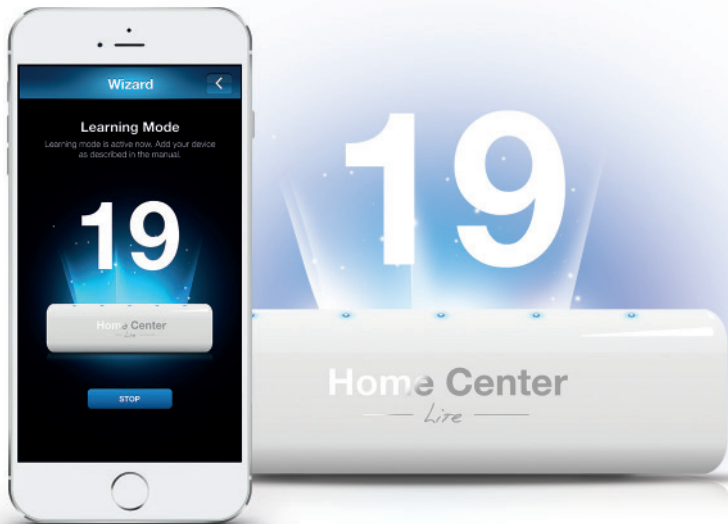 Wizard
Learning Mode
Learning mode is active now. Add your device
as described in the manual.
19
Home Center
Lite
STOP
19
Home Center
Lite